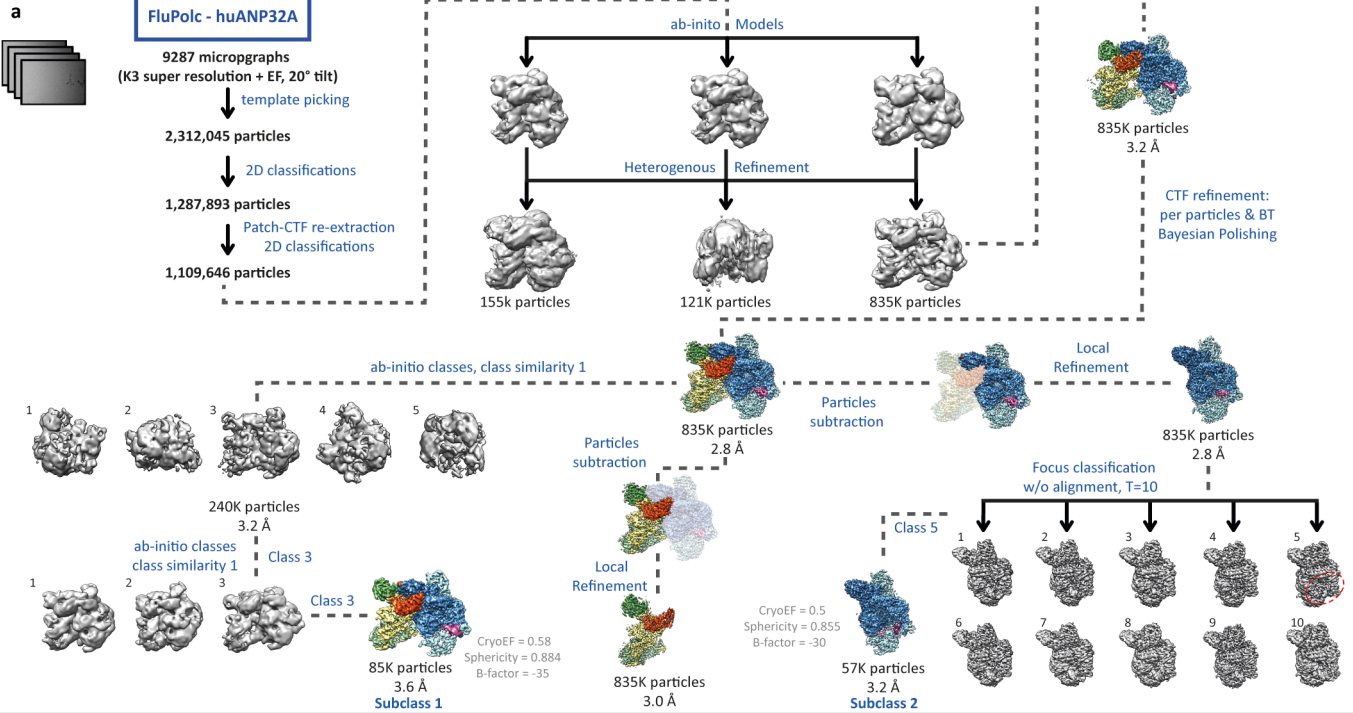 a
FluPolc - huANP32A
9287 micropgraphs
(K3 super resolution + EF, 20° tilt)
template picking
2,312,045 particles
2D classifications
1,287,893 particles
Patch-CTF re-extraction
2D classifications
1,109,646 particles
ab-inito Models
Heterogenous Refinement
155k particles
121K particles
835K particles
835K particles
3.2 Å
CTF refinement:
per particles & BT
Bayesian Polishing
ab-initio classes, class similarity 1
1
2
3
4
5
240K particles
3.2 Å
835K particles
2.8 Å
Particles
subtraction
Local
Refinement
835K particles
2.8 Å
Particles
subtraction
Local
Refinement
835K particles
3.0 Å
ab-initio classes
class similarity 1
Class 3
1
2
3
Class 3
85K particles
3.6 Å
Subclass 1
CryoEF = 0.58
Sphericity = 0.884
B-factor = -35
Focus classification
w/o alignment, T=10
Class 5
1
2
3
4
5
6
7
8
9
10
CryoEF = 0.5
Sphericity = 0.855
B-factor = -30
57K particles
3.2 Å
Subclass 2